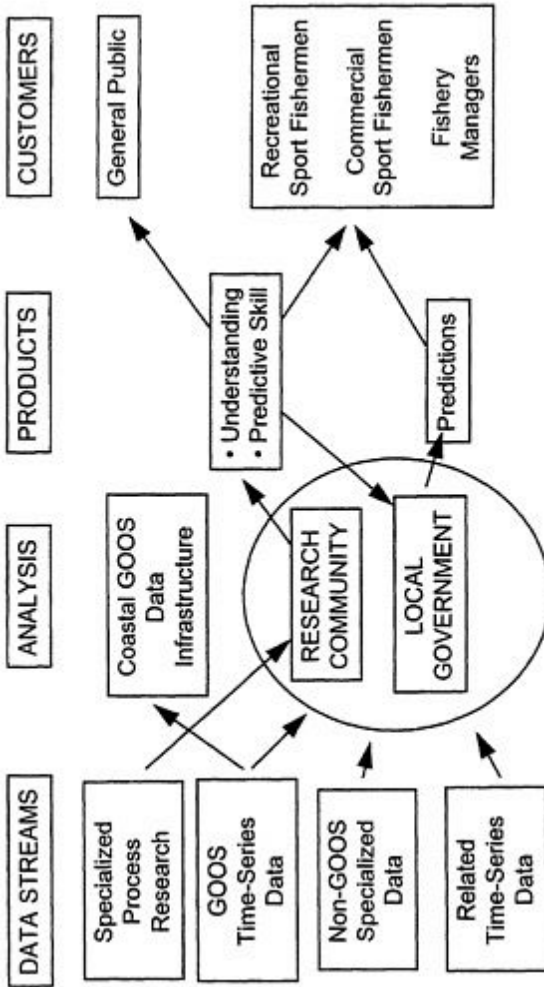 DATA STREAMS
ANALYSIS
PRODUCTS
CUSTOMERS
Specialized
Process
Research
GOOS
Time-Series
Data
Non-GOOS
Specialized
Data
Related
Time-Series
Data
Coastal GOOS
Data
Infrastructure
RESEARCH
COMMUNITY
LOCAL
GOVERNMENT
• Understanding
• Predictive Skill
Predictions
General Public
Recreational
Sport Fishermen
Commercial
Sport Fishermen
Fishery
Managers